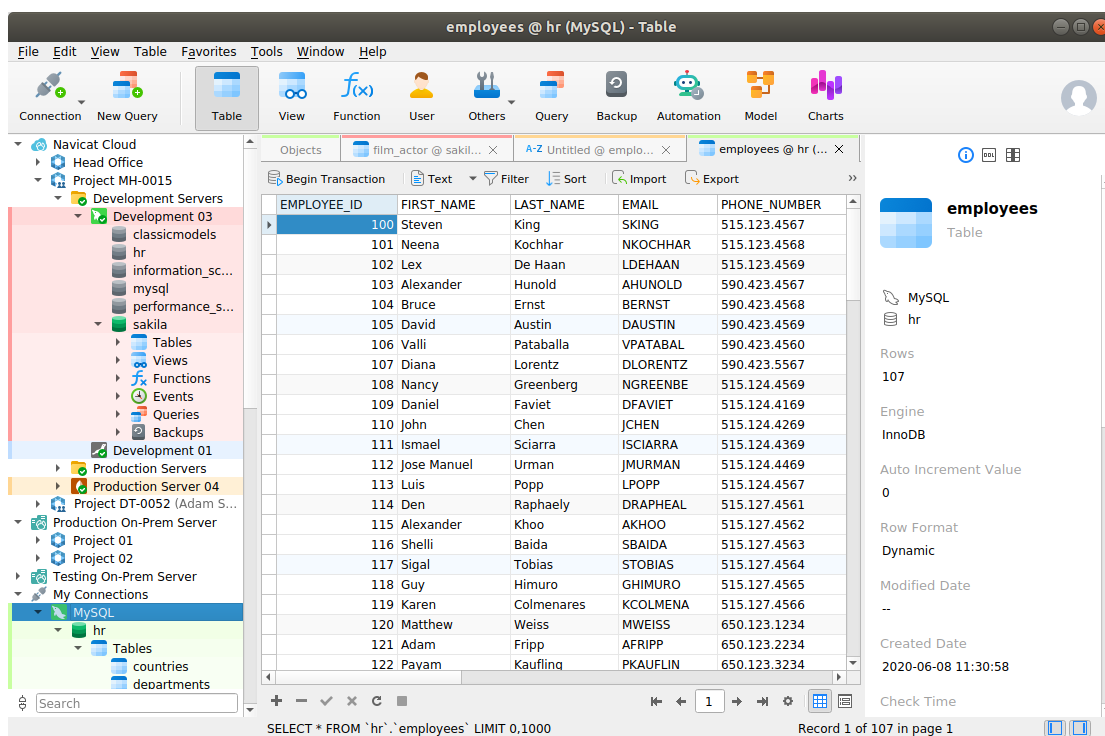 employees @ hr (MySQL) - Table
File Edit View Table Favorites Tools Window Help
Connection New Query Table View Function User Others Query Backup Automation Model Charts
Navicat Cloud
Head Office
Project MH-0015
Development Servers
Development 03
classicmodels
hr
information_sc...
mysql
performance_s...
sakila
Tables
Views
Functions
Events
Queries
Backups
Development 01
Production Servers
Production Server 04
Project DT-0052 (Adam S...
Production On-Prem Server
Project 01
Project 02
Testing On-Prem Server
My Connections
MySQL
hr
Tables
countries
departments
Search
Objects film_actor @ sakil... A-Z Untitled @ emplo... employees @ hr (...
Begin Transaction Text Filter Sort Import Export »
EMPLOYEE_ID FIRST_NAME LAST_NAME EMAIL PHONE_NUMBER
100 Steven King SKING 515.123.4567
101 Neena Kochhar NKOCHHAR 515.123.4568
102 Lex De Haan LDEHAAN 515.123.4569
103 Alexander Hunold AHUNOLD 590.423.4567
104 Bruce Ernst BERNST 590.423.4568
105 David Austin DAUSTIN 590.423.4569
106 Valli Pataballa VPATABAL 590.423.4560
107 Diana Lorentz DLORENTZ 590.423.5567
108 Nancy Greenberg NGREENBE 515.124.4569
109 Daniel Faviet DFAVIET 515.124.4169
110 John Chen JCHEN 515.124.4269
111 Ismael Sciarra ISCIARRA 515.124.4369
112 Jose Manuel Urman JMURMAN 515.124.4469
113 Luis Popp LPOPP 515.124.4567
114 Den Raphaely DRAPHEAL 515.127.4561
115 Alexander Khoo AKHOO 515.127.4562
116 Shelli Baida SBAIDA 515.127.4563
117 Sigal Tobias STOBIAS 515.127.4564
118 Guy Himuro GHIMURO 515.127.4565
119 Karen Colmenares KCOLMENA 515.127.4566
120 Matthew Weiss MWEISS 650.123.1234
121 Adam Fripp AFRIPP 650.123.2234
122 Payam Kaufling PKAUFLIN 650.123.3234
1
SELECT * FROM `hr`.`employees` LIMIT 0,1000
Record 1 of 107 in page 1
DDL
employees
Table
MySQL
hr
Rows
107
Engine
InnoDB
Auto Increment Value
0
Row Format
Dynamic
Modified Date
--
Created Date
2020-06-08 11:30:58
Check Time